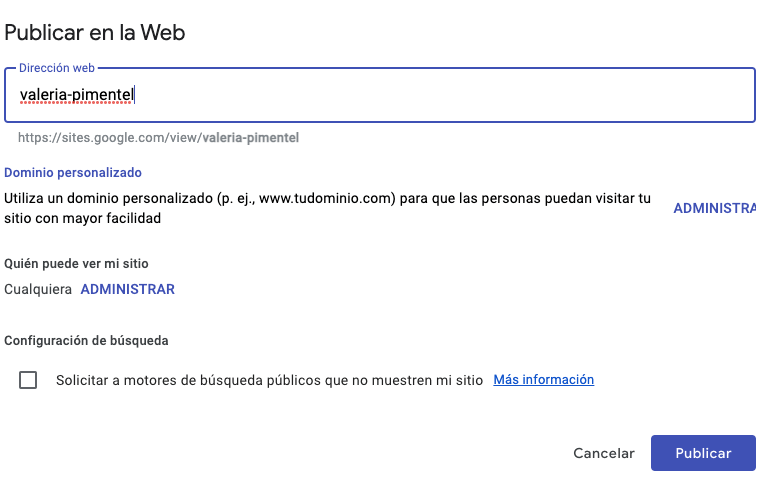 Publicar en la Web
Dirección web
valeria-pimentel
https://sites.google.com/view/valeria-pimentel
Dominio personalizado
Utiliza un dominio personalizado (p. ej., www.tudominio.com) para que las personas puedan visitar tu
sitio con mayor facilidad
ADMINISTRA
Quién puede ver mi sitio
Cualquiera ADMINISTRAR
Configuración de búsqueda
Solicitar a motores de búsqueda públicos que no muestren mi sitio Más información
Cancelar Publicar